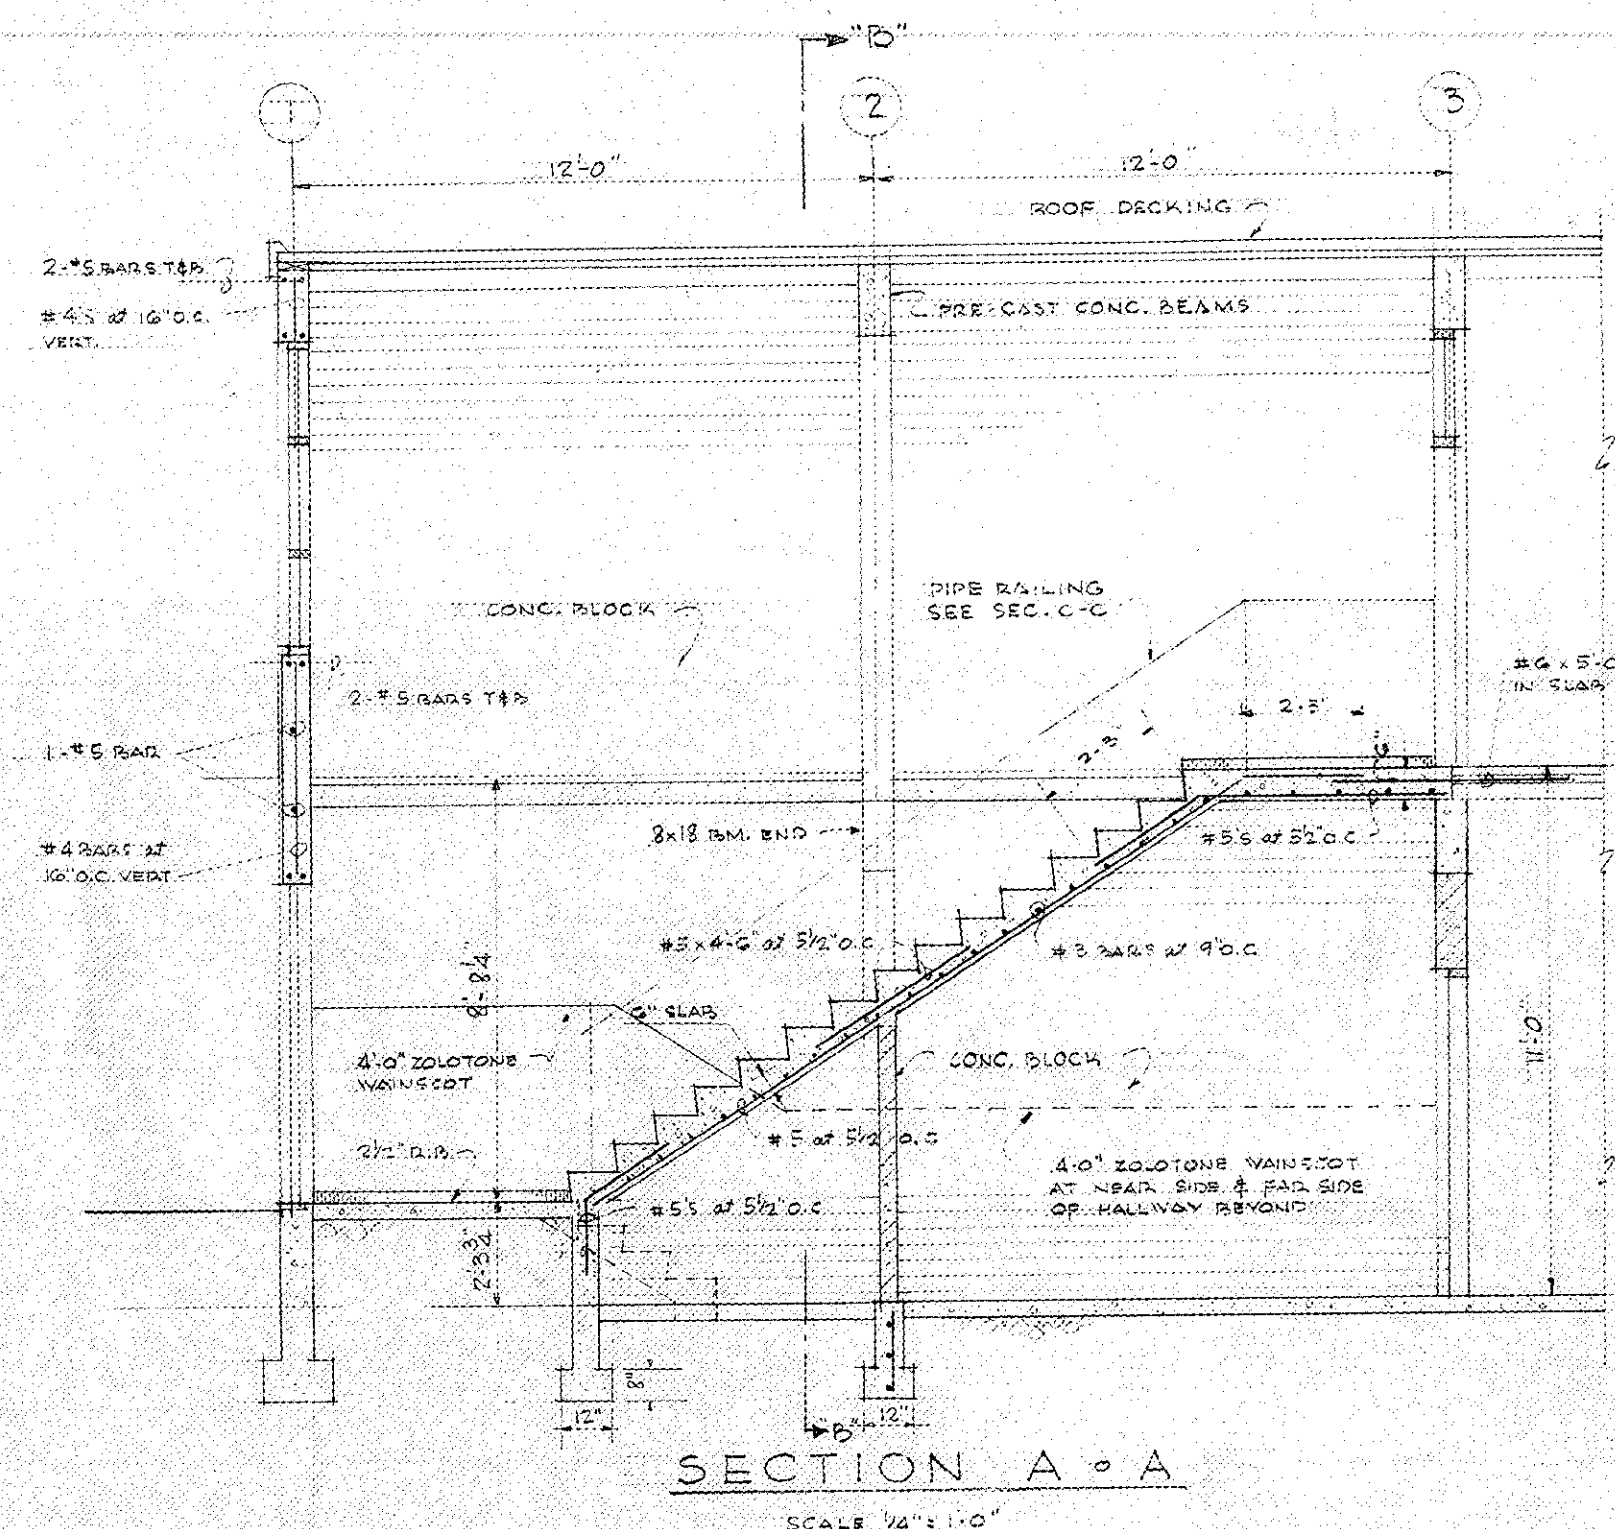 "B"
2
3
12'-0"
12'-0"
ROOF DECKING
2-#5 BARS T&B
#4'S at 16" O.C.
VERT.
PRE-CAST CONC. BEAMS
CONC. BLOCK
PIPE RAILING
SEE SEC. C-C
2-#5 BARS T&B
1-#5 BAR
#6 x 5'-0
IN SLAB
2-3"
2-3"
6"
8x18 BM. END
#5'S at 5½" O.C
#4 BARS at
16" O.C. VERT
#5 x 4'-6" at 5½" O.C
#3 BARS at 9" O.C
8'-8¼
6" SLAB
4'-0" ZOLOTONE
WAINSCOT
CONC. BLOCK
11'-0"
#5 at 5½" O.C
2½" R.B.
4'-0" ZOLOTONE WAINSCOT
AT NEAR SIDE & FAR SIDE
OF HALLWAY BEYOND
#5'S at 5½" O.C
2'-3¾
8"
12"
"B"
12"
SECTION A-A
SCALE ¼" = 1'-0"